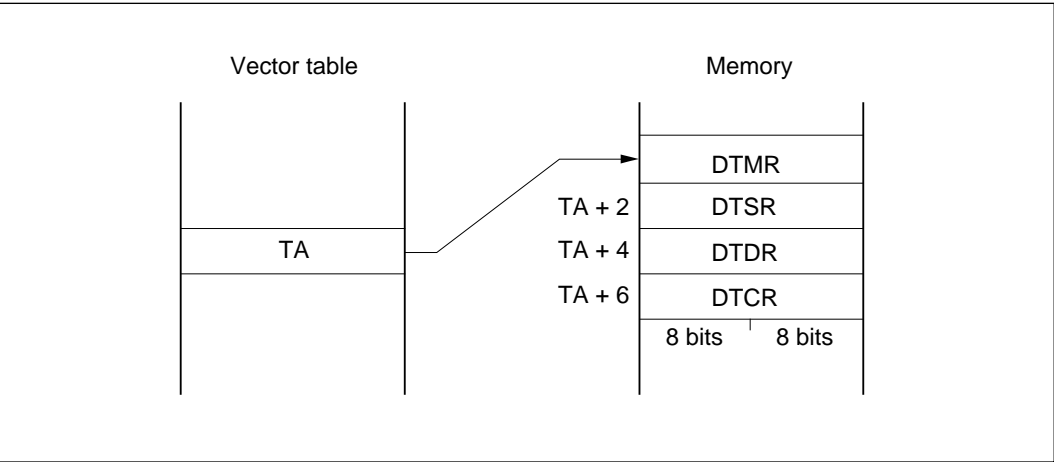 Vector table
Memory
DTMR
TA + 2 DTSR
TA TA + 4 DTDR
TA + 6 DTCR
8 bits 8 bits